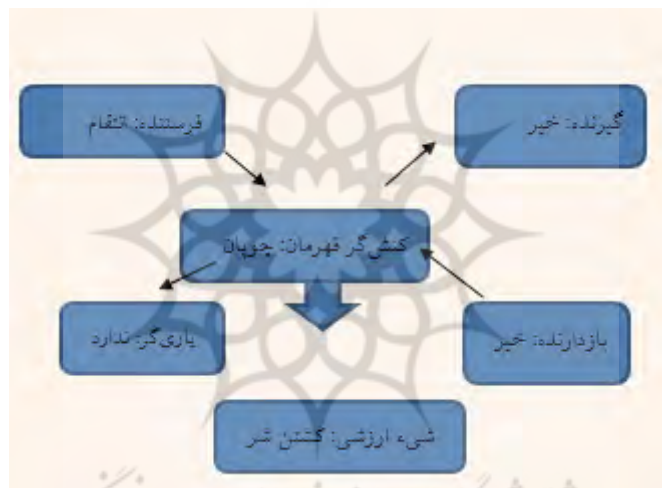 گیرنده: خیر
فرستنده: انتقام
کنش‌گر قهرمان: چوپان
بازدارنده: خیر
یاری‌گر: ندارد
شیء ارزشی: کشتن شر